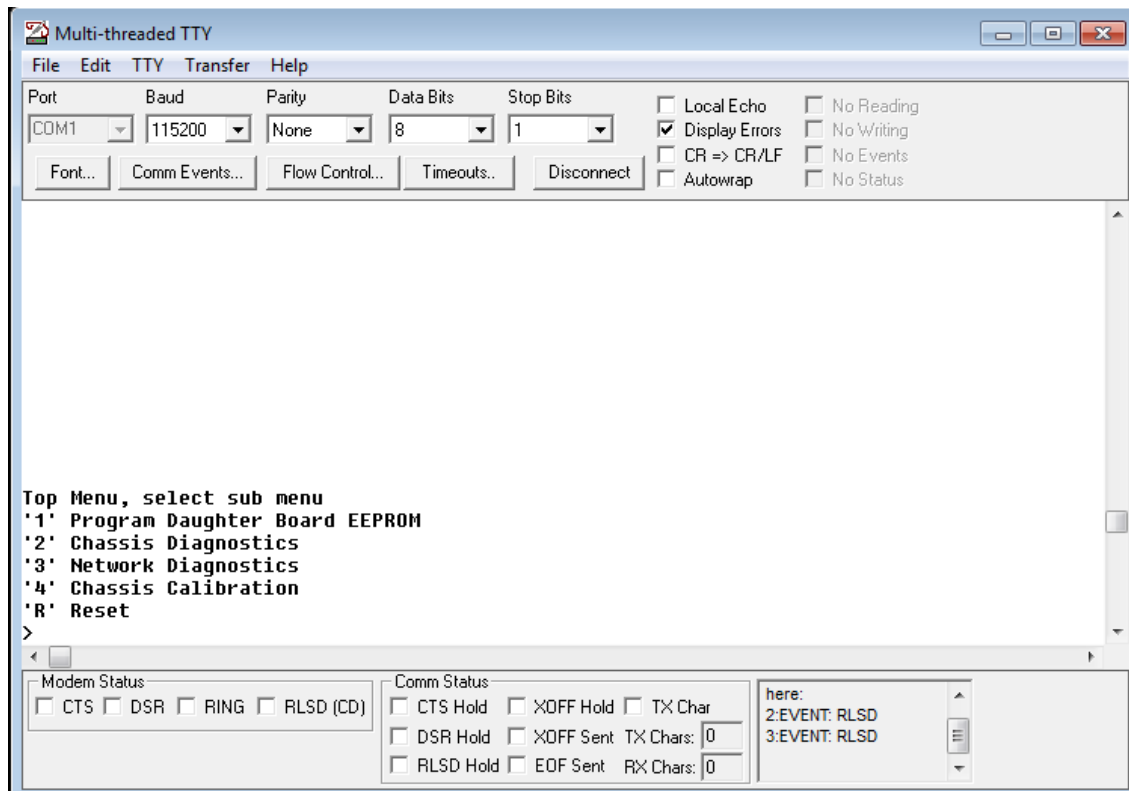 Multi-threaded TTY
File Edit TTY Transfer Help
Port Baud Parity Data Bits Stop Bits
COM1 115200 None 8 1
Font... Comm Events... Flow Control... Timeouts.. Disconnect
Local Echo No Reading
Display Errors No Writing
CR => CR/LF No Events
Autowrap No Status
Top Menu, select sub menu
'1' Program Daughter Board EEPROM
'2' Chassis Diagnostics
'3' Network Diagnostics
'4' Chassis Calibration
'R' Reset
>
Modem Status
CTS DSR RING RLSD (CD)
Comm Status
CTS Hold XOFF Hold TX Char
DSR Hold XOFF Sent TX Chars: 0
RLSD Hold EOF Sent RX Chars: 0
here:
2:EVENT: RLSD
3:EVENT: RLSD